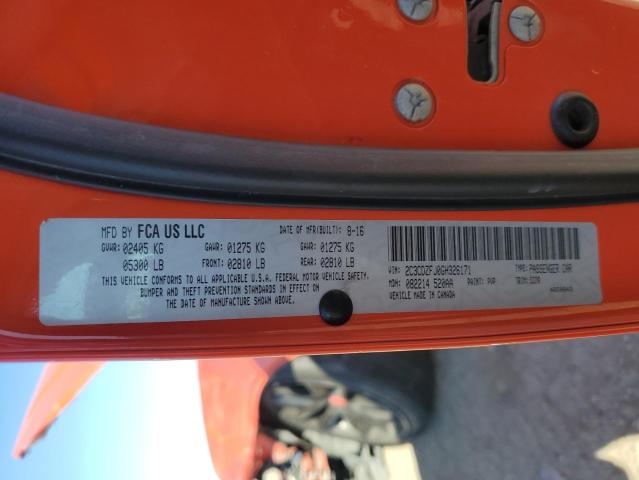 MFD BY FCA US LLC DATE OF MFR(BUILT): 8-16
GVWR: 02405 KG GAWR: 01275 KG GAWR: 01275 KG
05300 LB FRONT: 02810 LB REAR: 02810 LB
THIS VEHICLE CONFORMS TO ALL APPLICABLE U.S.A. FEDERAL MOTOR VEHICLE SAFETY,
BUMPER AND THEFT PREVENTION STANDARDS IN EFFECT ON
THE DATE OF MANUFACTURE SHOWN ABOVE.
VIN: 2C3CDZFJ0GH326171 TYPE: PASSENGER CAR
MDH: 082214 520AA PAINT: PVP TRIM:
VEHICLE MADE IN CANADA